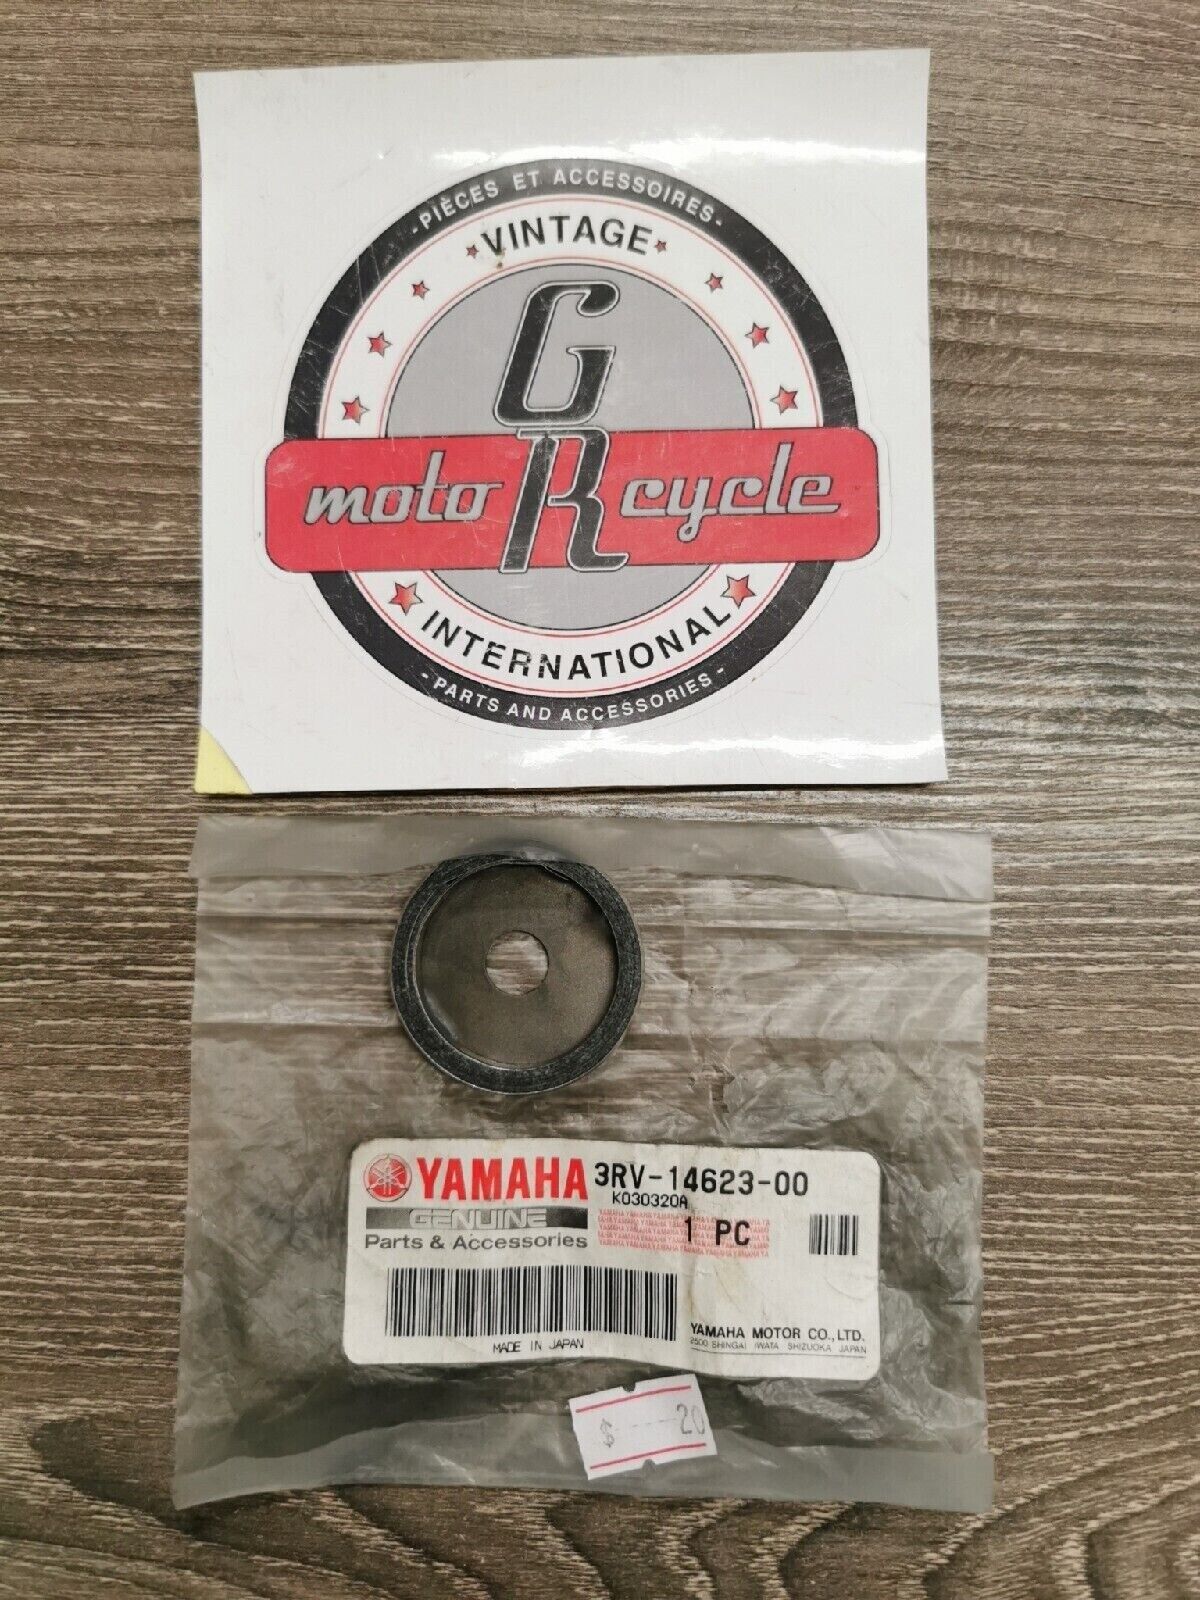 - PIÈCES ET ACCESSOIRES -
VINTAGE
GR
moto cycle
INTERNATIONAL
- PARTS AND ACCESSORIES -
YAMAHA 3RV-14623-00
K030320A
GENUINE
1 PC
Parts & Accessories
MADE IN JAPAN
YAMAHA MOTOR CO.,LTD.
2500 SHINGAI IWATA SHIZUOKA JAPAN
$ ----20